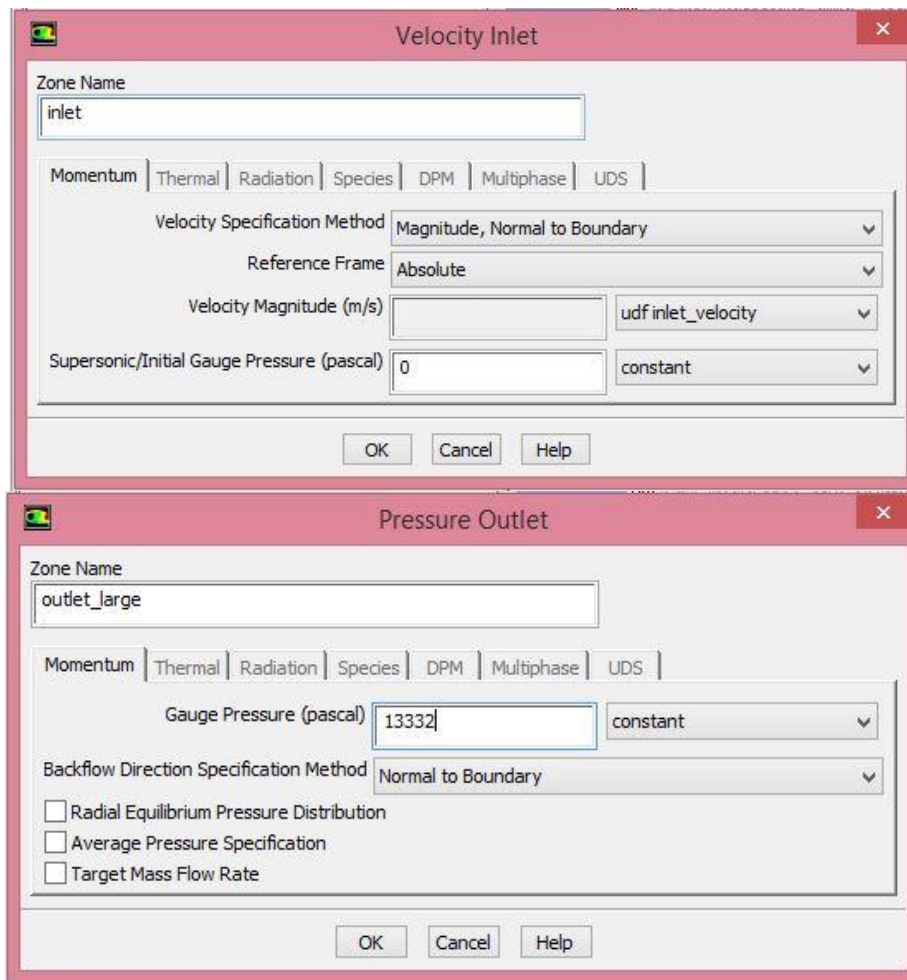 Velocity Inlet
Zone Name
inlet
Momentum Thermal Radiation Species DPM Multiphase UDS
Velocity Specification Method Magnitude, Normal to Boundary
Reference Frame Absolute
Velocity Magnitude (m/s) udf inlet_velocity
Supersonic/Initial Gauge Pressure (pascal) 0 constant
OK Cancel Help
Pressure Outlet
Zone Name
outlet_large
Momentum Thermal Radiation Species DPM Multiphase UDS
Gauge Pressure (pascal) 13332 constant
Backflow Direction Specification Method Normal to Boundary
Radial Equilibrium Pressure Distribution
Average Pressure Specification
Target Mass Flow Rate
OK Cancel Help